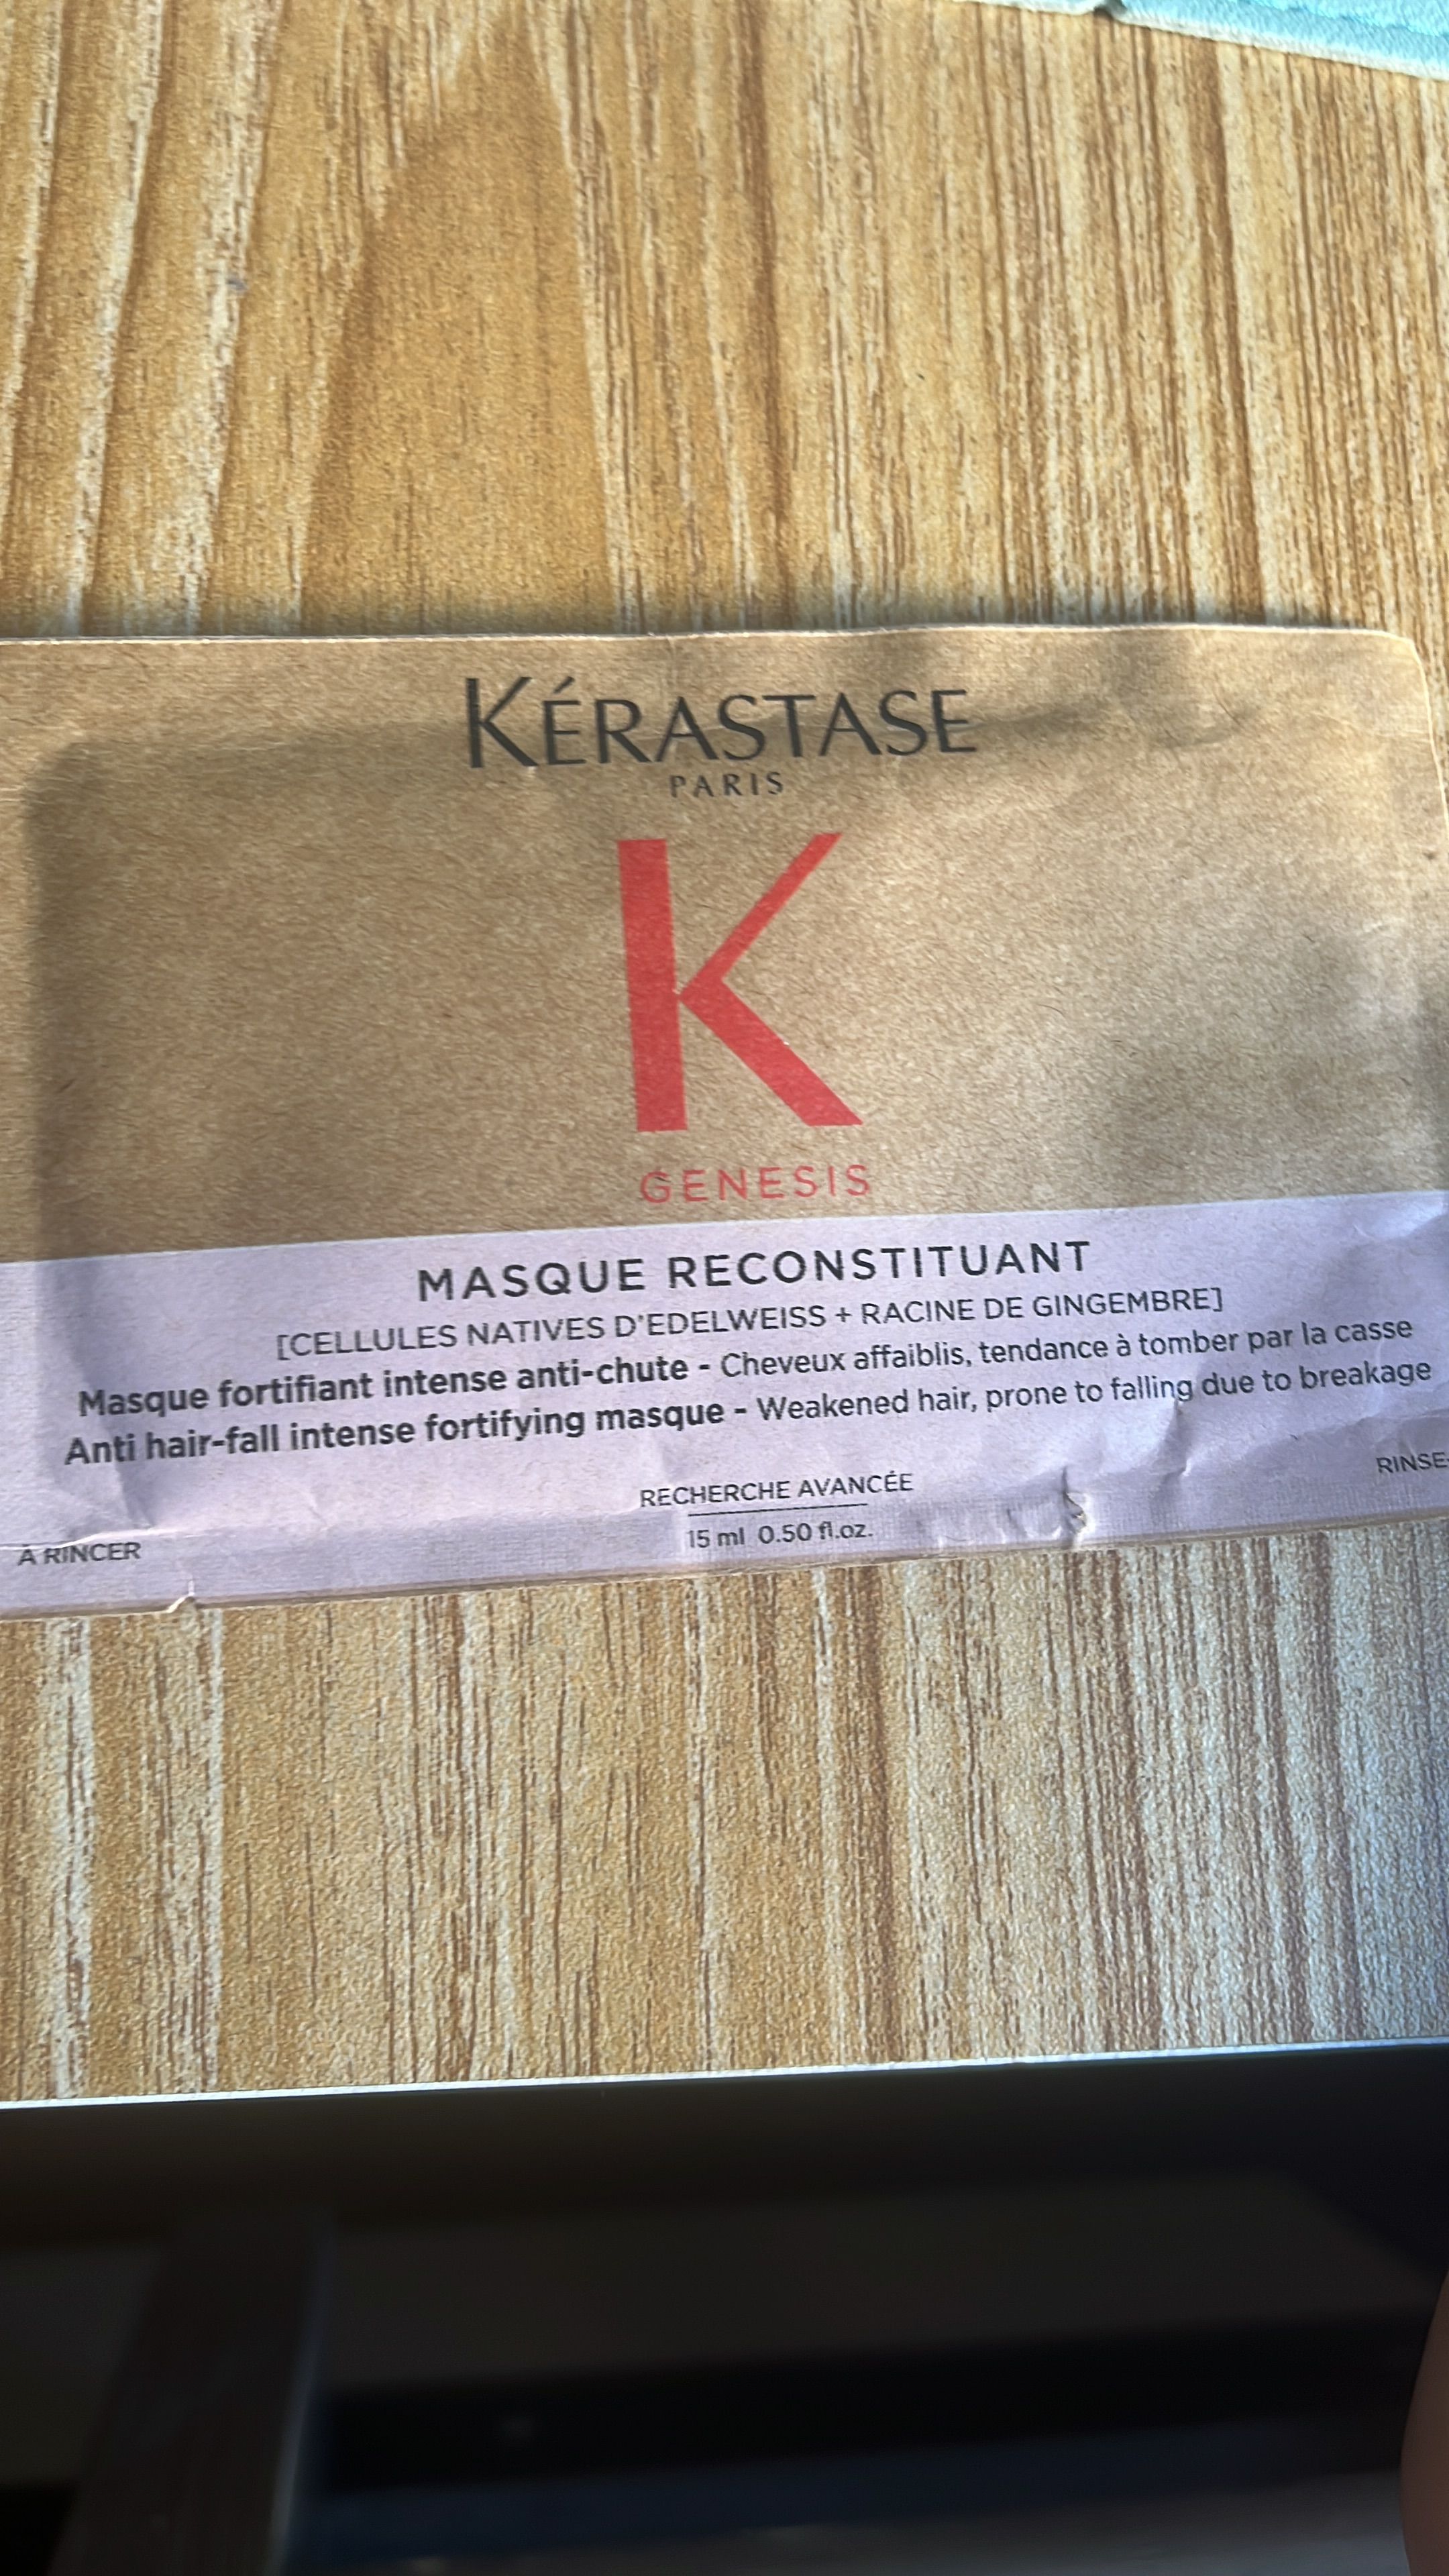 KÉRASTASE
PARIS
K
GENESIS
MASQUE RECONSTITUANT
[CELLULES NATIVES D'EDELWEISS + RACINE DE GINGEMBRE]
Masque fortifiant intense anti-chute - Cheveux affaiblis, tendance à tomber par la casse
Anti hair-fall intense fortifying masque - Weakened hair, prone to falling due to breakage
RECHERCHE AVANCÉE
15 ml 0.50 fl.oz.
À RINCER
RINSE-